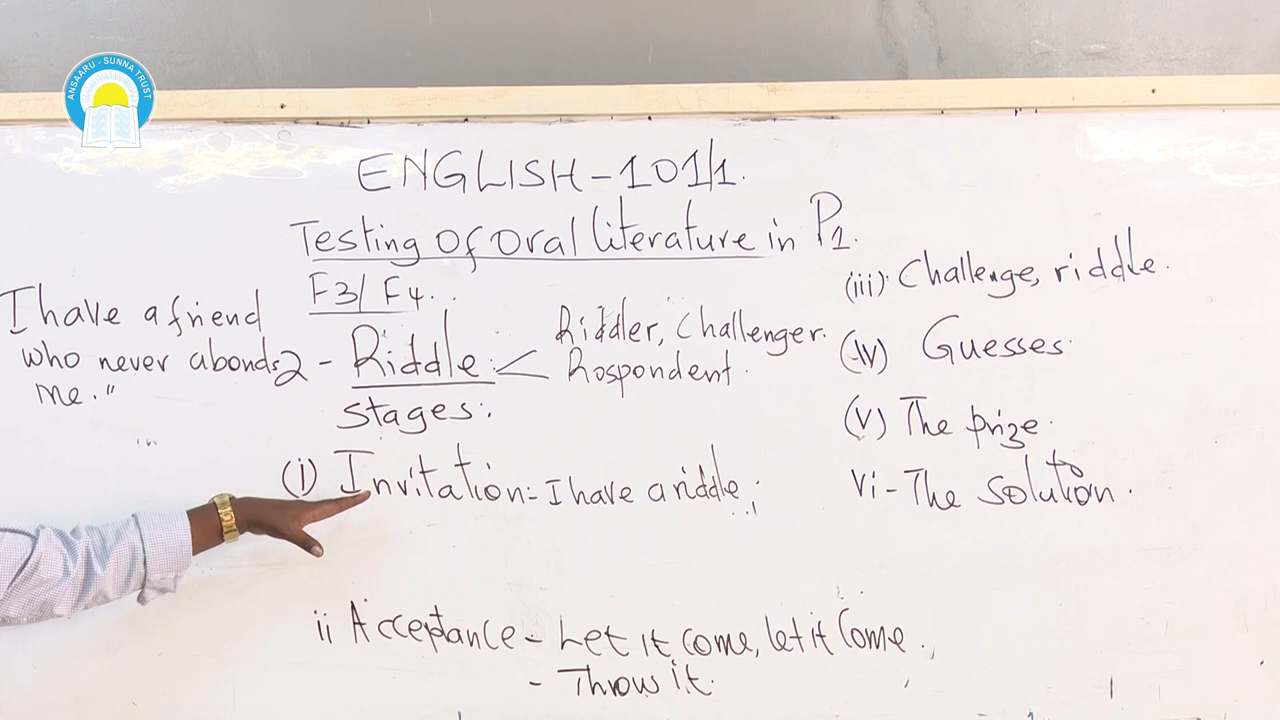 ANSAARU - SUNNA TRUST
ENGLISH - 101/1.
Testing of oral literature in P1.
F3/ F4..
I have a friend
who never abonds
me."
2 - Riddle:
Riddler, Challenger.
Rospondent.
Stages:
(i) Invitation:- I have a riddle;
ii Acceptance - Let it come, let it come.
- Throw it.
(iii) Challenge, riddle.
(iv) Guesses.
(v) The prize.
vi - The solution.